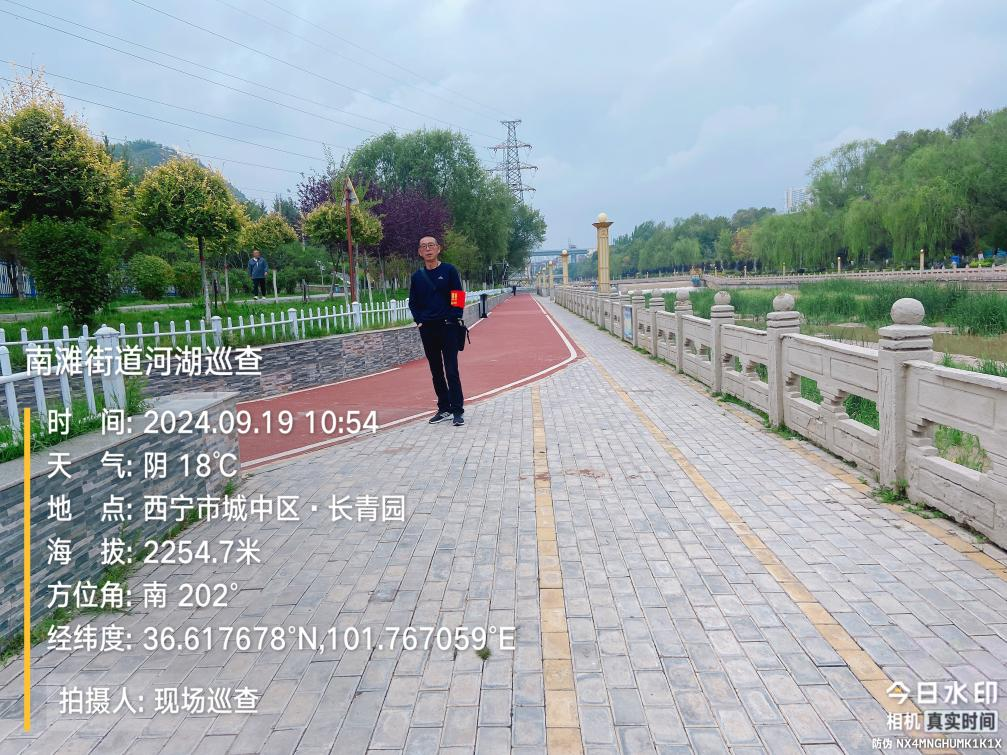 南滩街道河湖巡查
时 间: 2024.09.19 10:54
天 气: 阴 18℃
地 点: 西宁市城中区·长青园
海 拔: 2254.7米
方位角: 南 202°
经纬度: 36.617678°N,101.767059°E
拍摄人: 现场巡查
今日水印
相机 真实时间
防伪 NX4MNGHUMK1K1V